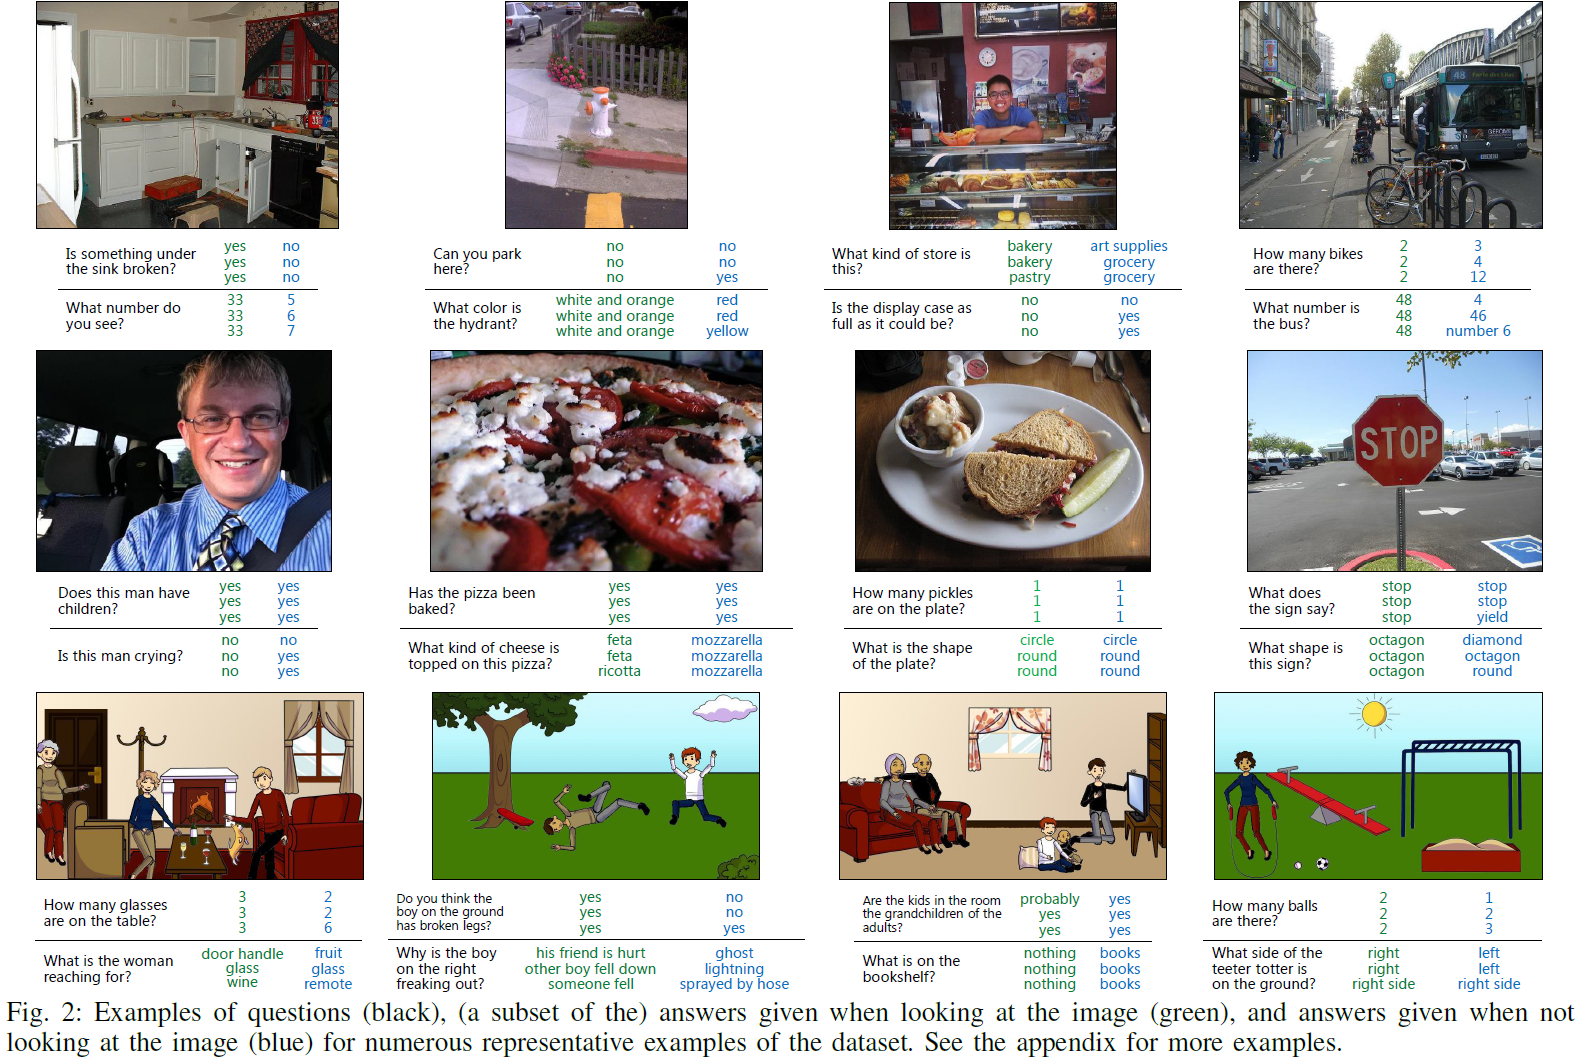 33
48
STOP
Is something under
the sink broken?
yes no
yes no
yes no
What number do
you see?
33 5
33 6
33 7
Can you park
here?
no no
no no
no yes
What color is
the hydrant?
white and orange red
white and orange red
white and orange yellow
What kind of store is
this?
bakery art supplies
bakery grocery
pastry grocery
Is the display case as
full as it could be?
no no
no yes
no yes
How many bikes
are there?
2 3
2 4
2 12
What number is
the bus?
48 4
48 46
48 number 6
Does this man have
children?
yes yes
yes yes
yes yes
Is this man crying?
no no
no yes
no yes
Has the pizza been
baked?
yes yes
yes yes
yes yes
What kind of cheese is
topped on this pizza?
feta mozzarella
feta mozzarella
ricotta mozzarella
How many pickles
are on the plate?
1 1
1 1
1 1
What is the shape
of the plate?
circle circle
round round
round round
What does
the sign say?
stop stop
stop stop
stop yield
What shape is
this sign?
octagon diamond
octagon octagon
octagon round
How many glasses
are on the table?
3 2
3 2
3 6
What is the woman
reaching for?
door handle fruit
glass glass
wine remote
Do you think the
boy on the ground
has broken legs?
yes no
yes no
yes yes
Why is the boy
on the right
freaking out?
his friend is hurt ghost
other boy fell down lightning
someone fell sprayed by hose
Are the kids in the room
the grandchildren of the
adults?
probably yes
yes yes
yes yes
What is on the
bookshelf?
nothing books
nothing books
nothing books
How many balls
are there?
2 1
2 2
2 3
What side of the
teeter totter is
on the ground?
right left
right left
right side right side
Fig. 2: Examples of questions (black), (a subset of the) answers given when looking at the image (green), and answers given when not
looking at the image (blue) for numerous representative examples of the dataset. See the appendix for more examples.